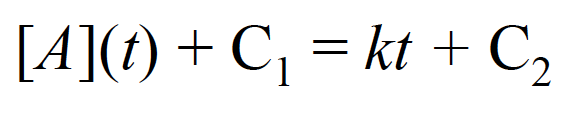 [A](t) + C₁ = kt + C₂